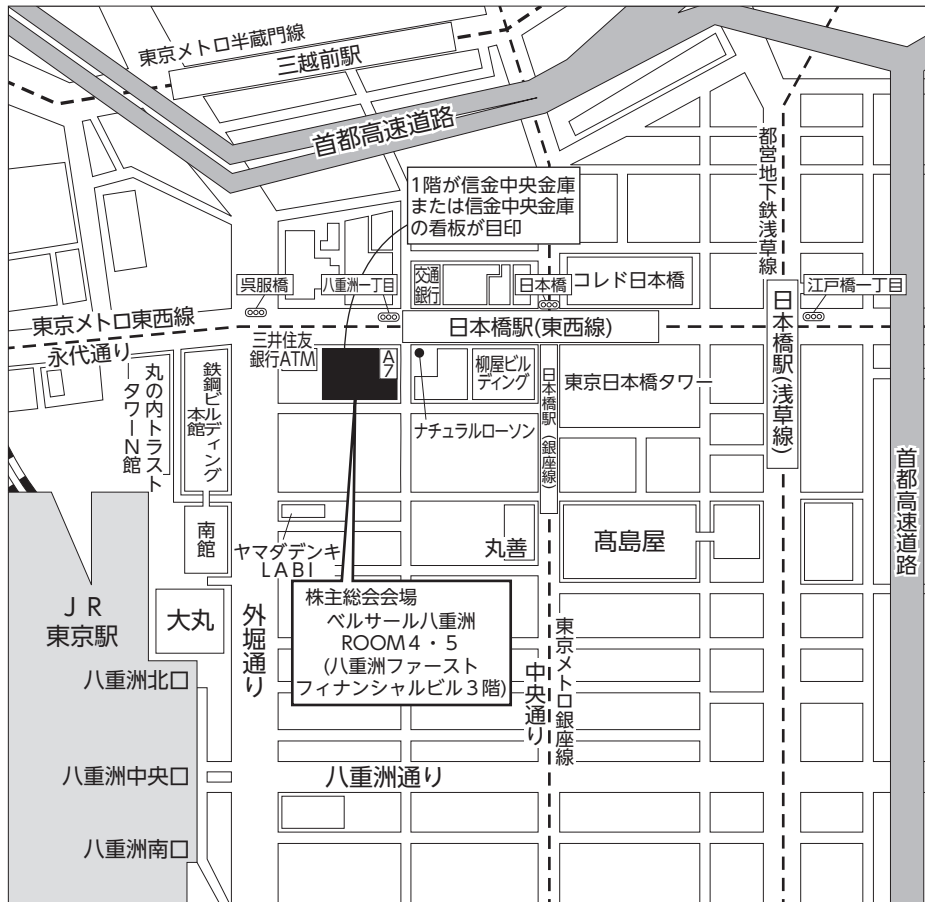 東京メトロ半蔵門線
三越前駅
首都高速道路
都営地下鉄浅草線
1階が信金中央金庫
または信金中央金庫
の看板が目印
呉服橋
八重洲一丁目
交通
銀行
日本橋
コレド日本橋
江戸橋一丁目
東京メトロ東西線
永代通り
日本橋駅(東西線)
日本橋駅(浅草線)
三井住友
銀行ATM
A7
柳屋ビル
ディング
日本橋駅(銀座線)
東京日本橋タワー
丸の内トラスト
タワーN館
鉄鋼ビルディング
本館
ナチュラルローソン
首都高速道路
南館
ヤマダデンキ
LABI
丸善
髙島屋
JR
東京駅
大丸
外堀通り
株主総会会場
ベルサール八重洲
ROOM4・5
(八重洲ファースト
フィナンシャルビル3階)
中央通り
東京メトロ銀座線
八重洲北口
八重洲中央口
八重洲通り
八重洲南口